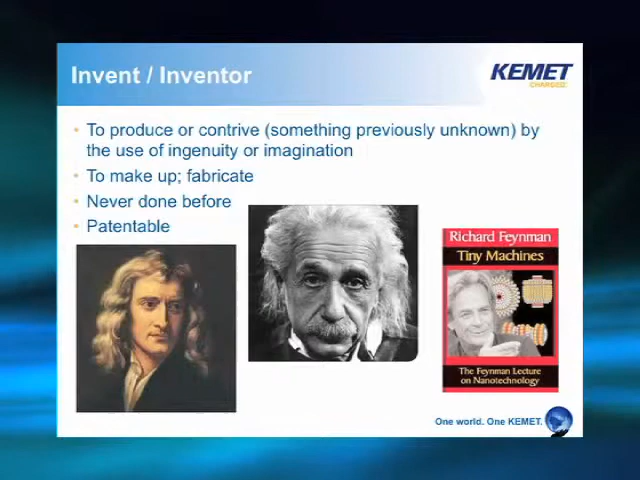 Invent / Inventor
KEMET
CHARGED.
• To produce or contrive (something previously unknown) by
the use of ingenuity or imagination
• To make up; fabricate
• Never done before
• Patentable
Richard Feynman
Tiny Machines
The Feynman Lecture
on Nanotechnology
One world. One KEMET.